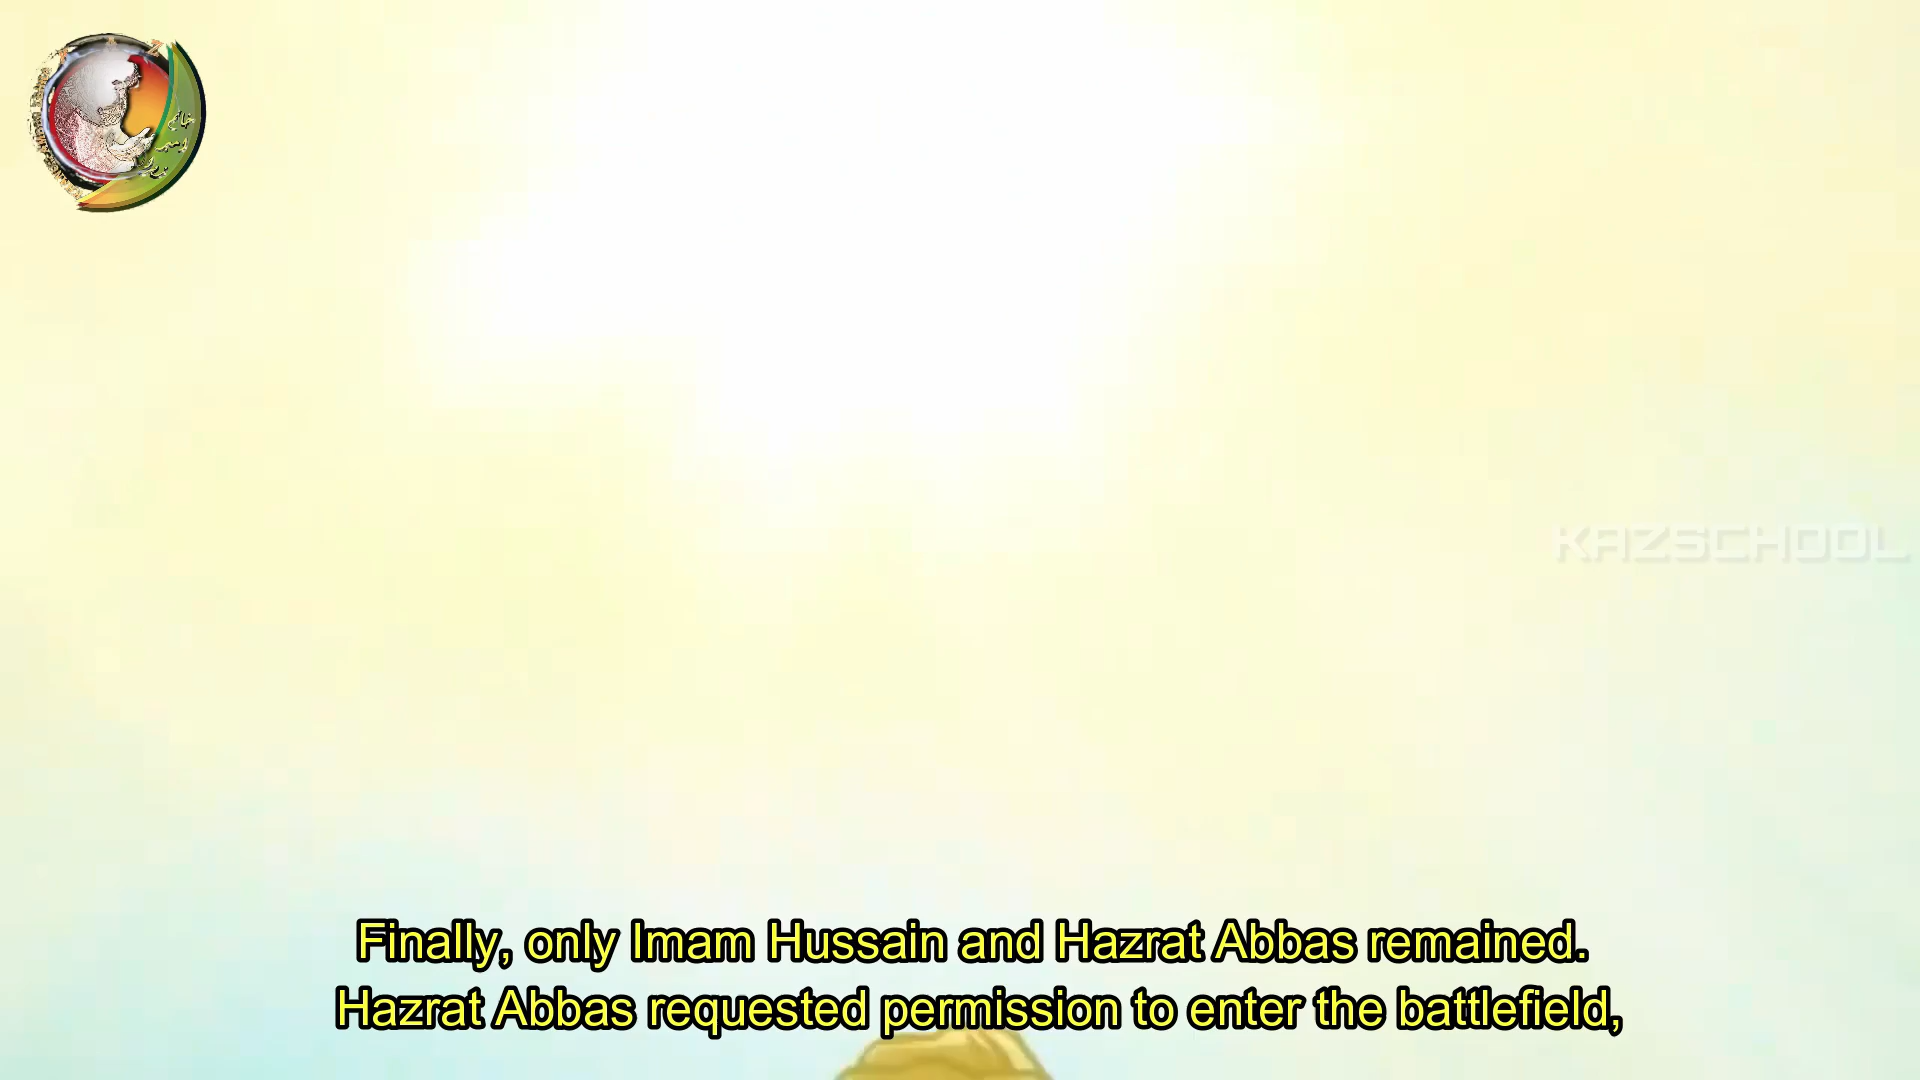 KAZSCHOOL
Finally, only Imam Hussain and Hazrat Abbas remained.
Hazrat Abbas requested permission to enter the battlefield,